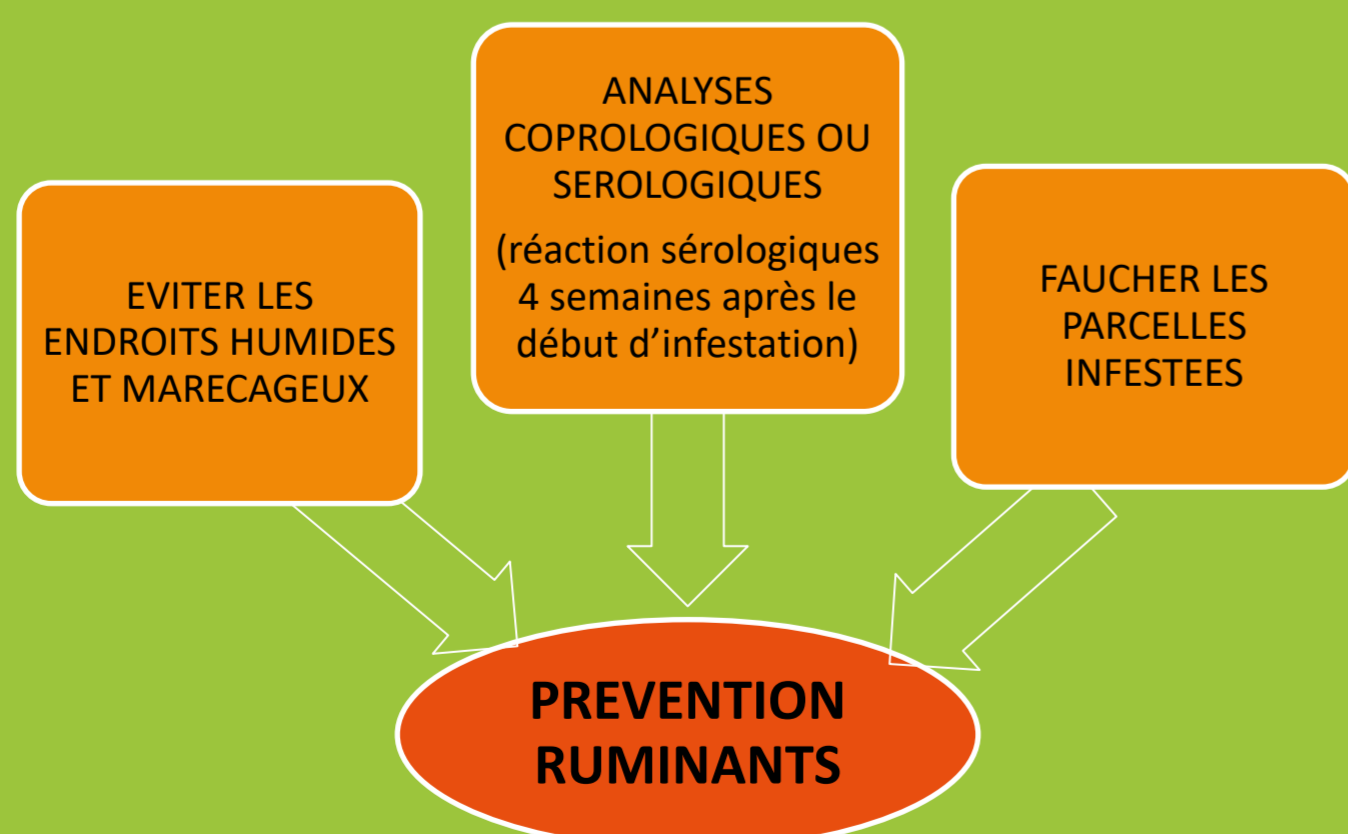 EVITER LES
ENDROITS HUMIDES
ET MARECAGEUX
ANALYSES
COPROLOGIQUES OU
SEROLOGIQUES
(réaction sérologiques
4 semaines après le
début d’infestation)
FAUCHER LES
PARCELLES
INFESTEES
PREVENTION
RUMINANTS